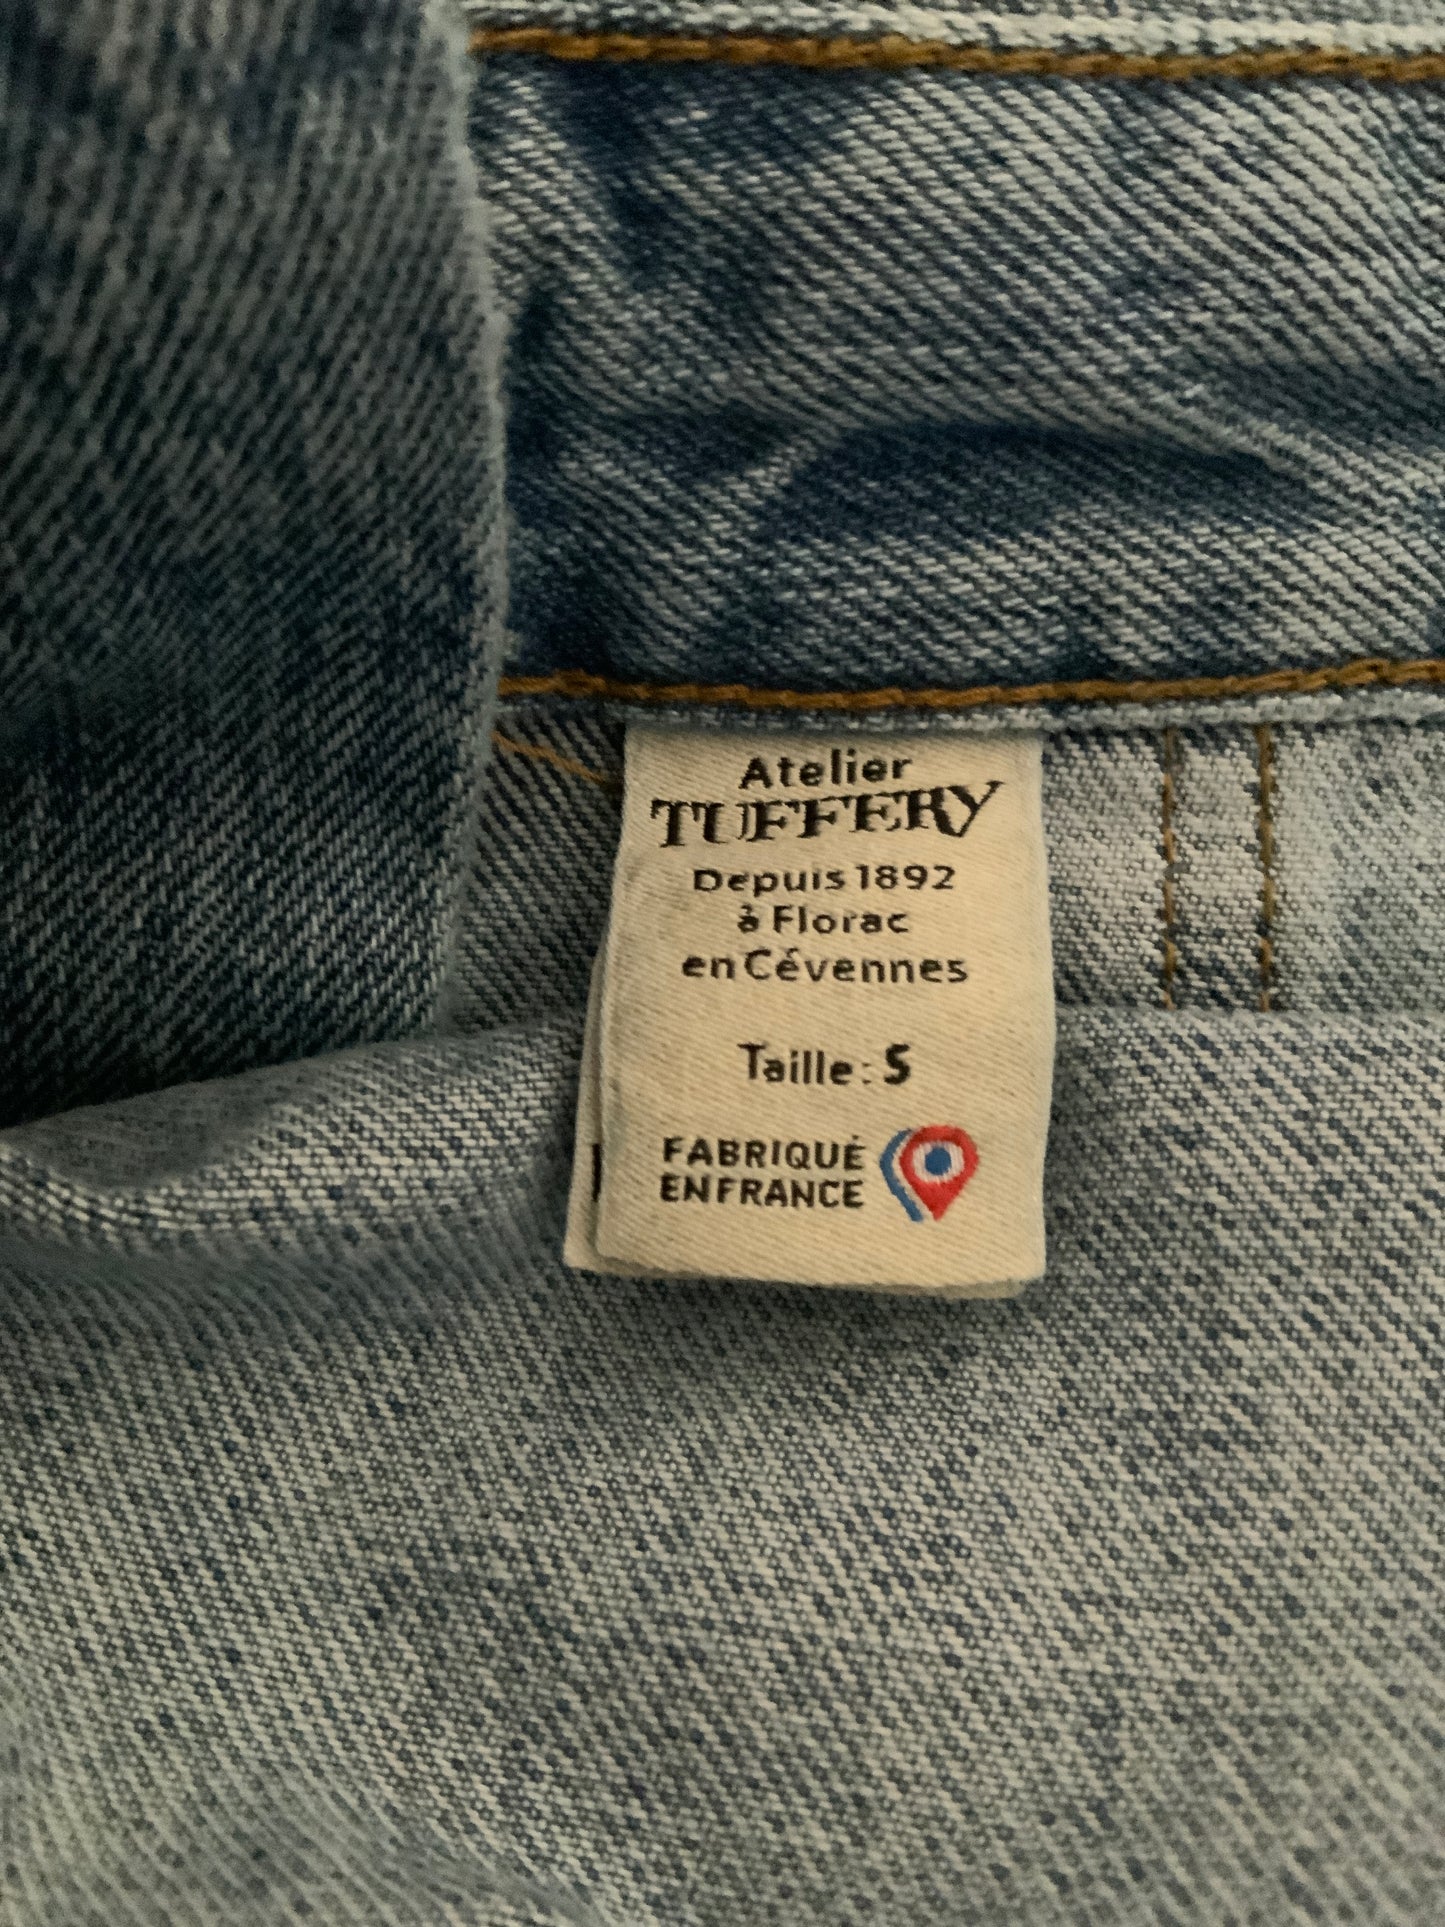 Atelier
TUFFERY
Depuis 1892
à Florac
en Cévennes
Taille : S
FABRIQUÉ
EN FRANCE